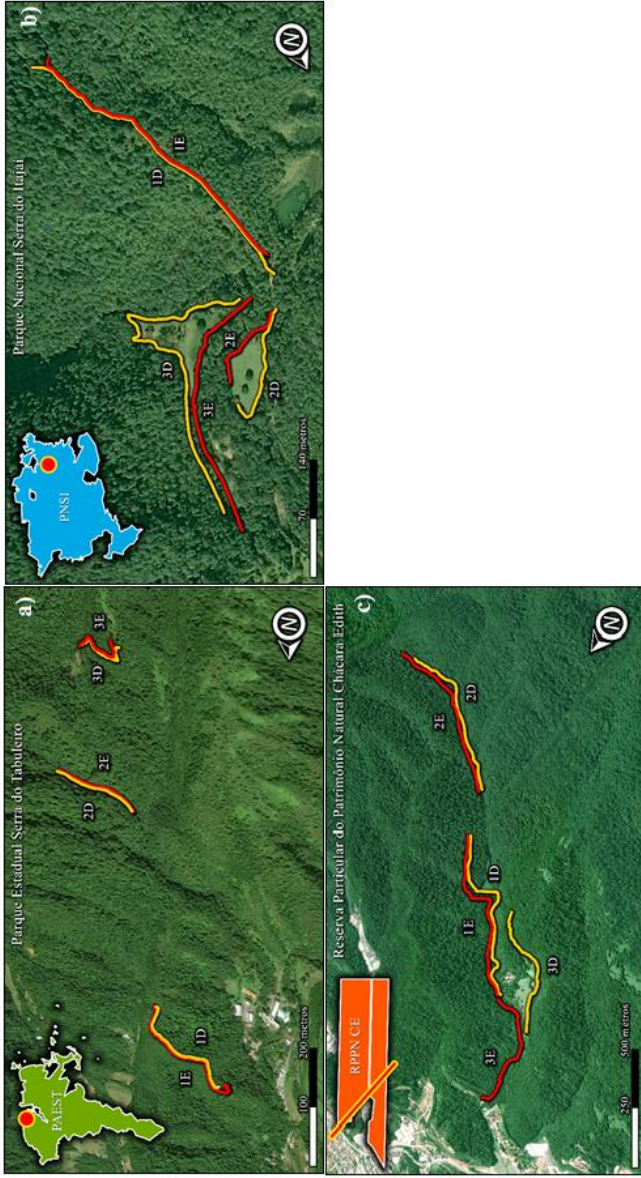 a)
Parque Estadual Serra do Tabuleiro
PAEST
1E
1D
2D
2E
3D
3E
100
200 metros
N
b)
Parque Nacional Serra do Itajaí
PNSI
3D
3E
2E
2D
1D
1E
70
140 metros
N
c)
Reserva Particular do Patrimônio Natural Chácara Edith
RPPN CE
3E
1E
1D
3D
2E
2D
250
500 metros
N